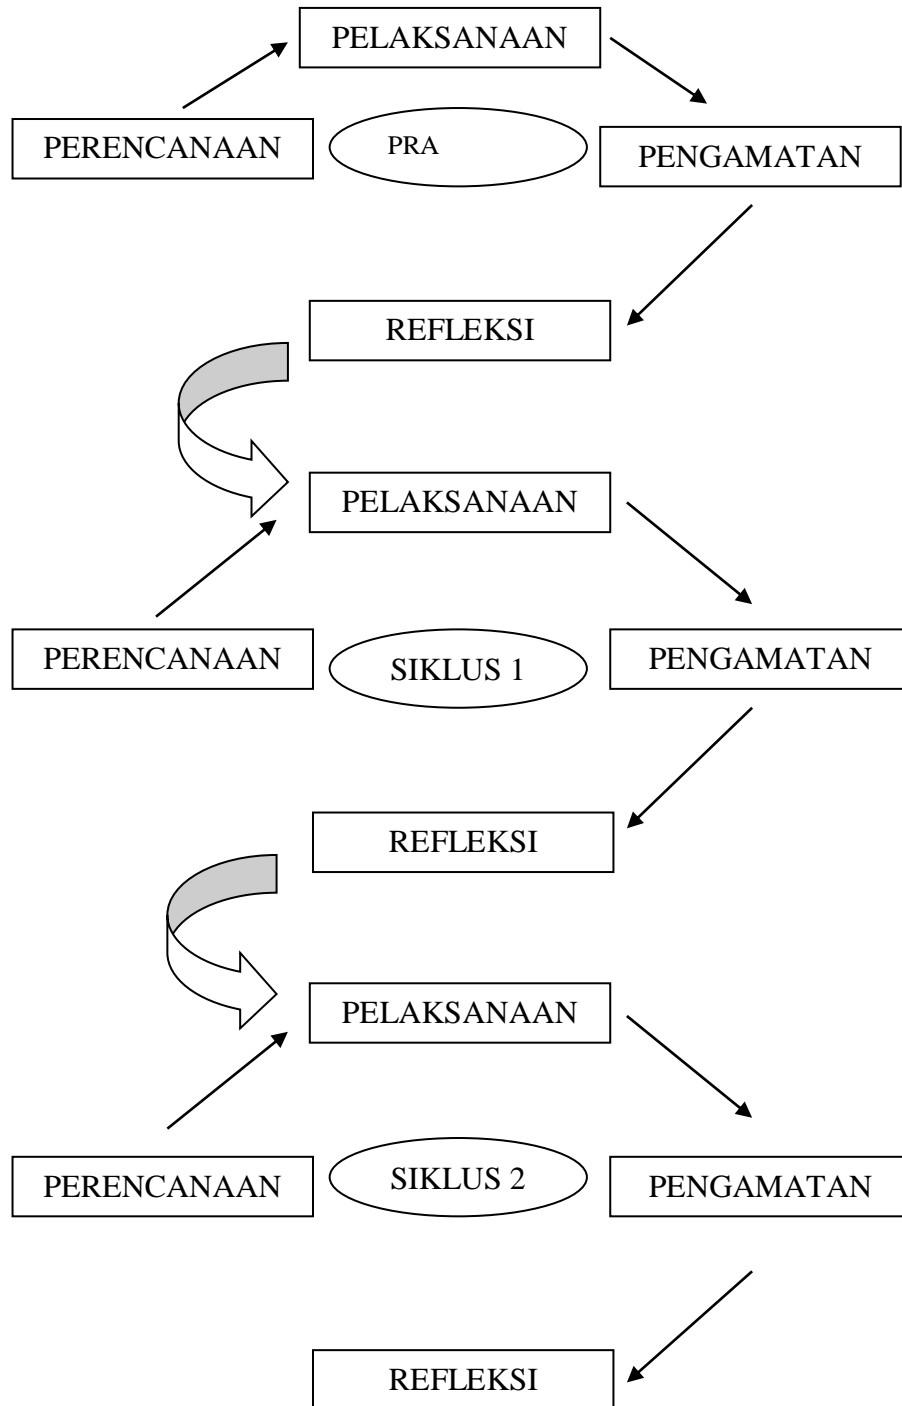 PELAKSANAAN
PERENCANAAN
PRA
PENGAMATAN
REFLEKSI
PELAKSANAAN
PERENCANAAN
SIKLUS 1
PENGAMATAN
REFLEKSI
PELAKSANAAN
PERENCANAAN
SIKLUS 2
PENGAMATAN
REFLEKSI